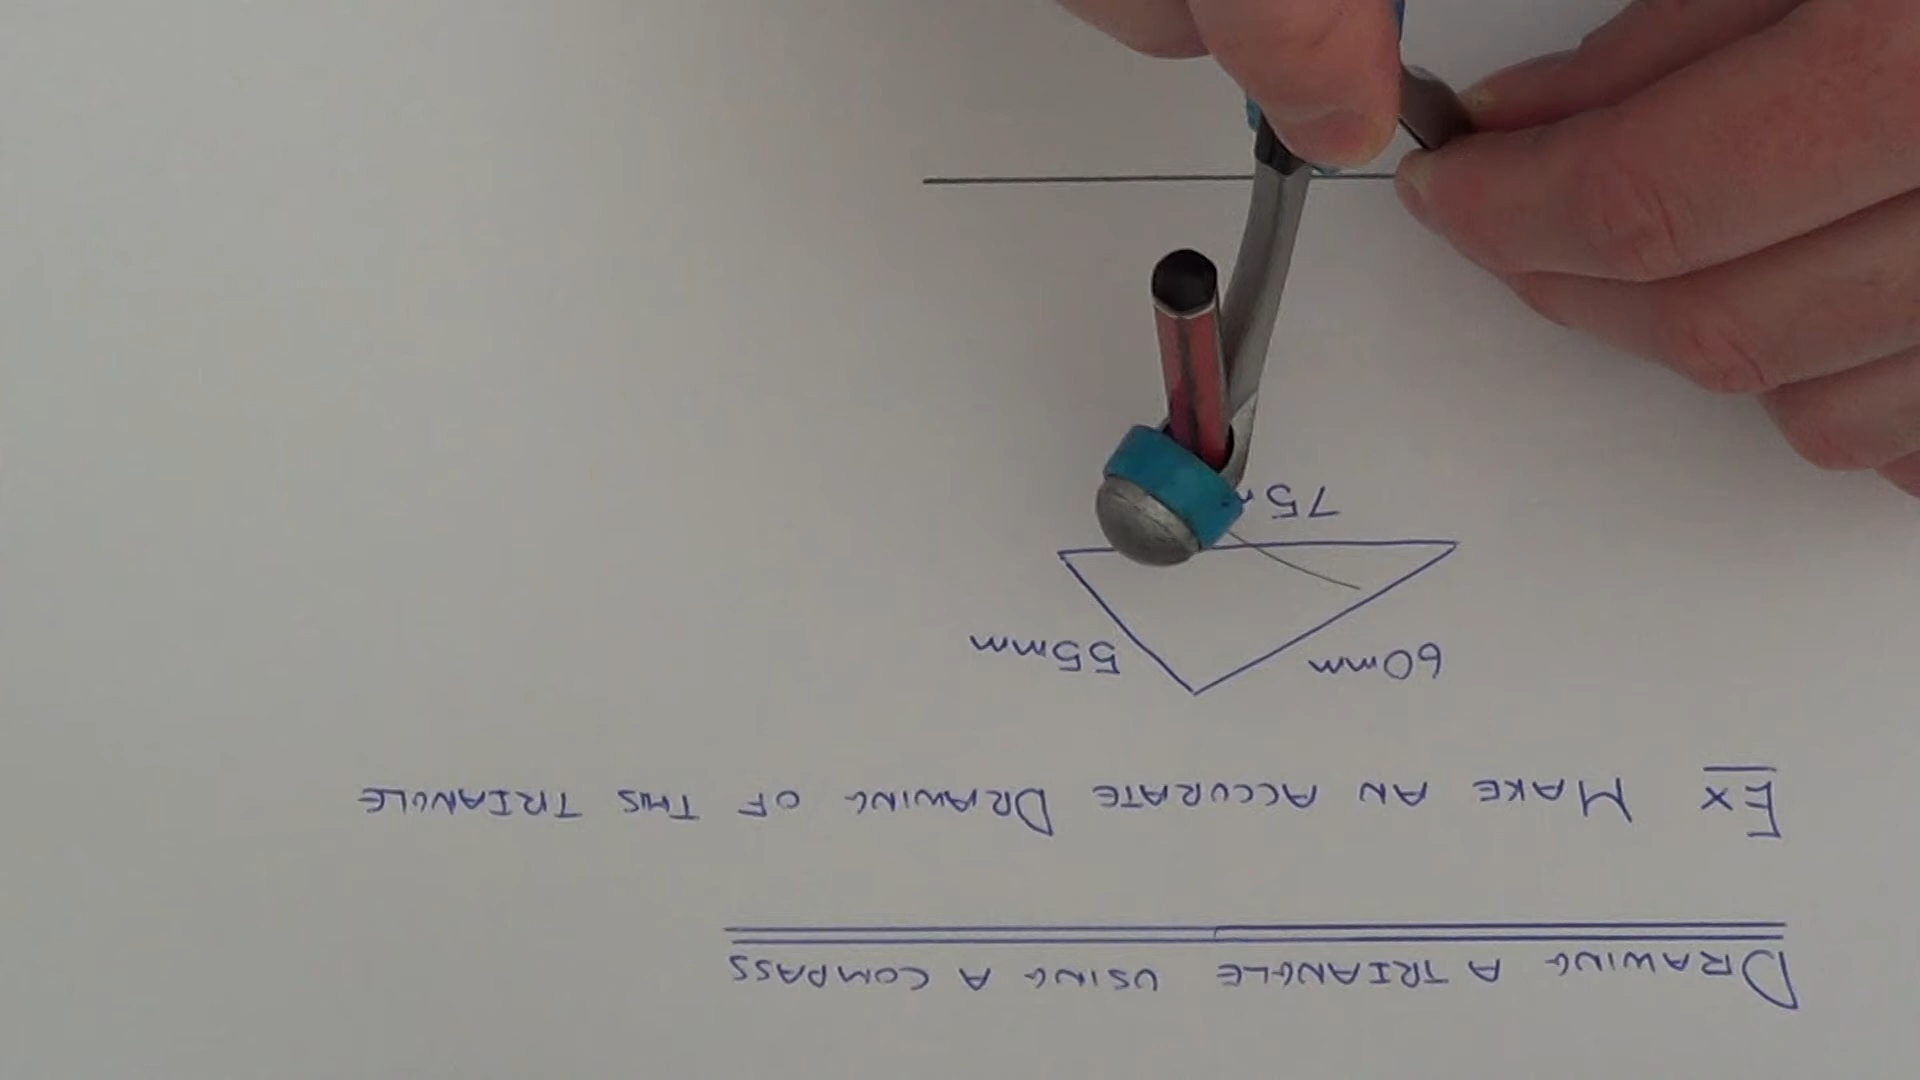 DRAWING A TRIANGLE USING A COMPASS
EX MAKE AN ACCURATE DRAWING OF THIS TRIANGLE
60mm
55mm
75